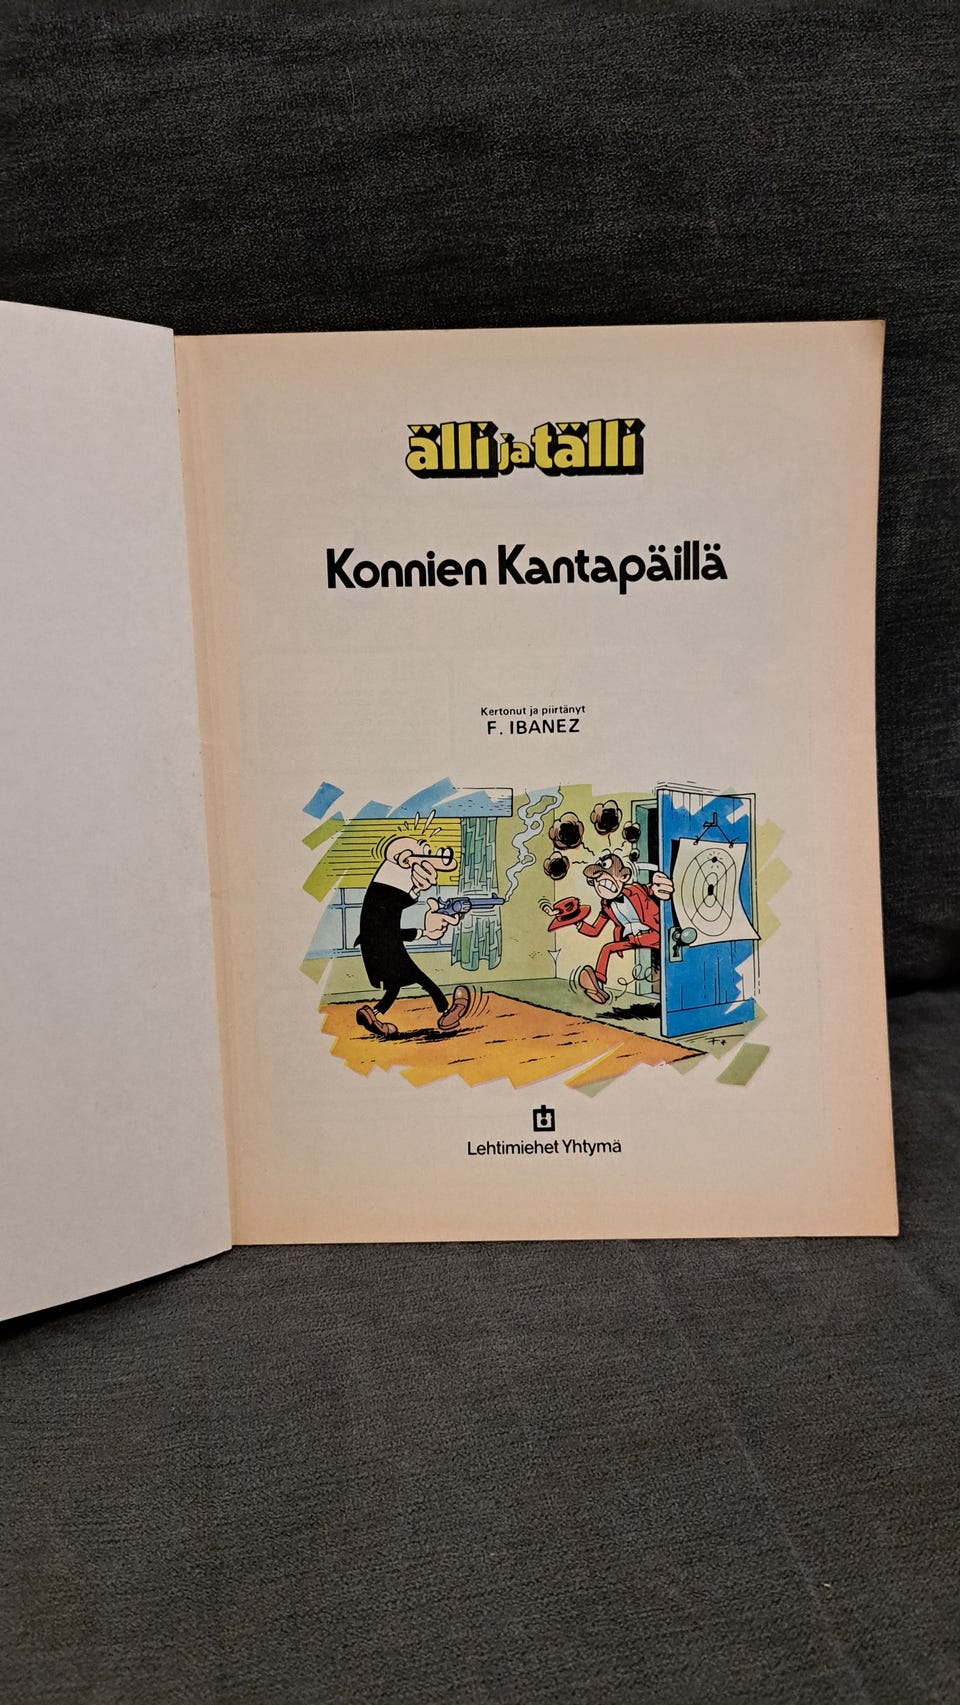 älli ja tälli
Konnien Kantapäillä
Kertonut ja piirtänyt
F. IBANEZ
Lehtimiehet Yhtymä